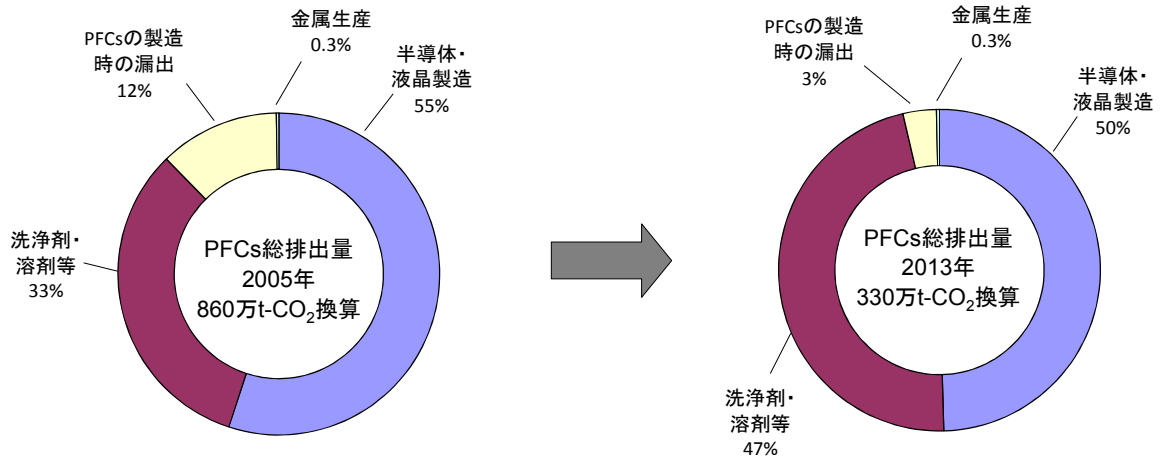 金属生産
0.3%
PFCsの製造
時の漏出
12%
半導体・
液晶製造
55%
洗浄剤・
溶剤等
33%
PFCs総排出量
2005年
860万t-CO₂換算
金属生産
0.3%
PFCsの製造
時の漏出
3%
半導体・
液晶製造
50%
PFCs総排出量
2013年
330万t-CO₂換算
洗浄剤・
溶剤等
47%